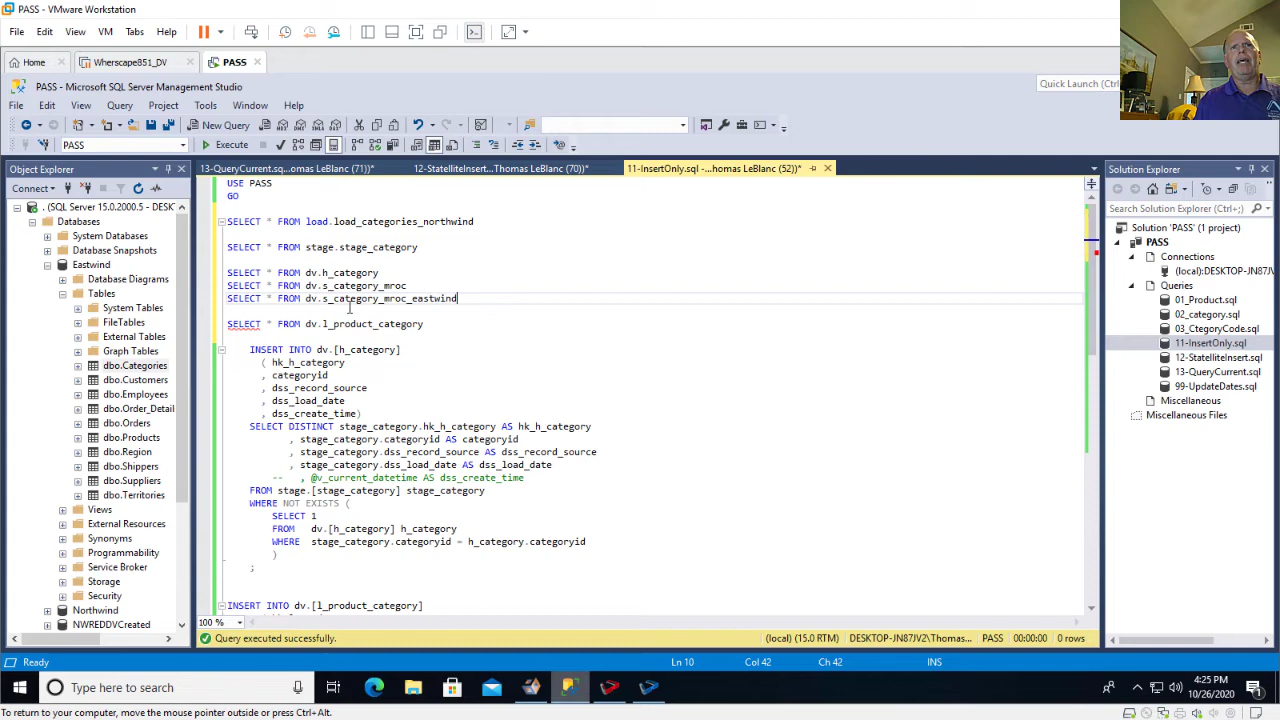 PASS - VMware Workstation
File Edit View VM Tabs Help
Home Wherscape851_DV PASS
PASS - Microsoft SQL Server Management Studio
Quick Launch (Ctrl+
File Edit View Query Project Tools Window Help
New Query
PASS Execute
Object Explorer
13-QueryCurrent.sq...omas LeBlanc (71))* 12-StatelliteInsert...Thomas LeBlanc (70))* 11-InsertOnly.sql -...homas LeBlanc (52))*
Solution Explorer
Connect
. (SQL Server 15.0.2000.5 - DESKT
Databases
System Databases
Database Snapshots
Eastwind
Database Diagrams
Tables
System Tables
FileTables
External Tables
Graph Tables
dbo.Categories
dbo.Customers
dbo.Employees
dbo.Order_Detail
dbo.Orders
dbo.Products
dbo.Region
dbo.Shippers
dbo.Suppliers
dbo.Territories
Views
External Resources
Synonyms
Programmability
Service Broker
Storage
Security
Northwind
NWREDDVCreated
USE PASS
GO
SELECT * FROM load.load_categories_northwind
SELECT * FROM stage.stage_category
SELECT * FROM dv.h_category
SELECT * FROM dv.s_category_mroc
SELECT * FROM dv.s_category_mroc_eastwind
SELECT * FROM dv.l_product_category
INSERT INTO dv.[h_category]
( hk_h_category
, categoryid
, dss_record_source
, dss_load_date
, dss_create_time)
SELECT DISTINCT stage_category.hk_h_category AS hk_h_category
, stage_category.categoryid AS categoryid
, stage_category.dss_record_source AS dss_record_source
, stage_category.dss_load_date AS dss_load_date
-- , @v_current_datetime AS dss_create_time
FROM stage.[stage_category] stage_category
WHERE NOT EXISTS (
SELECT 1
FROM dv.[h_category] h_category
WHERE stage_category.categoryid = h_category.categoryid
)
;
INSERT INTO dv.[l_product_category]
100 %
Search Solution Explorer (Ctrl+;)
Solution 'PASS' (1 project)
PASS
Connections
(local):DESKTOP-JN87JV2
Queries
01_Product.sql
02_category.sql
03_CtegoryCode.sql
11-InsertOnly.sql
12-StatelliteInsert.sql
13-QueryCurrent.sql
99-UpdateDates.sql
Miscellaneous
Miscellaneous Files
Query executed successfully. (local) (15.0 RTM) DESKTOP-JN87JV2\Thomas... PASS 00:00:00 0 rows
Ready Ln 10 Col 42 Ch 42 INS
Type here to search
4:25 PM
10/26/2020
To return to your computer, move the mouse pointer outside or press Ctrl+Alt.